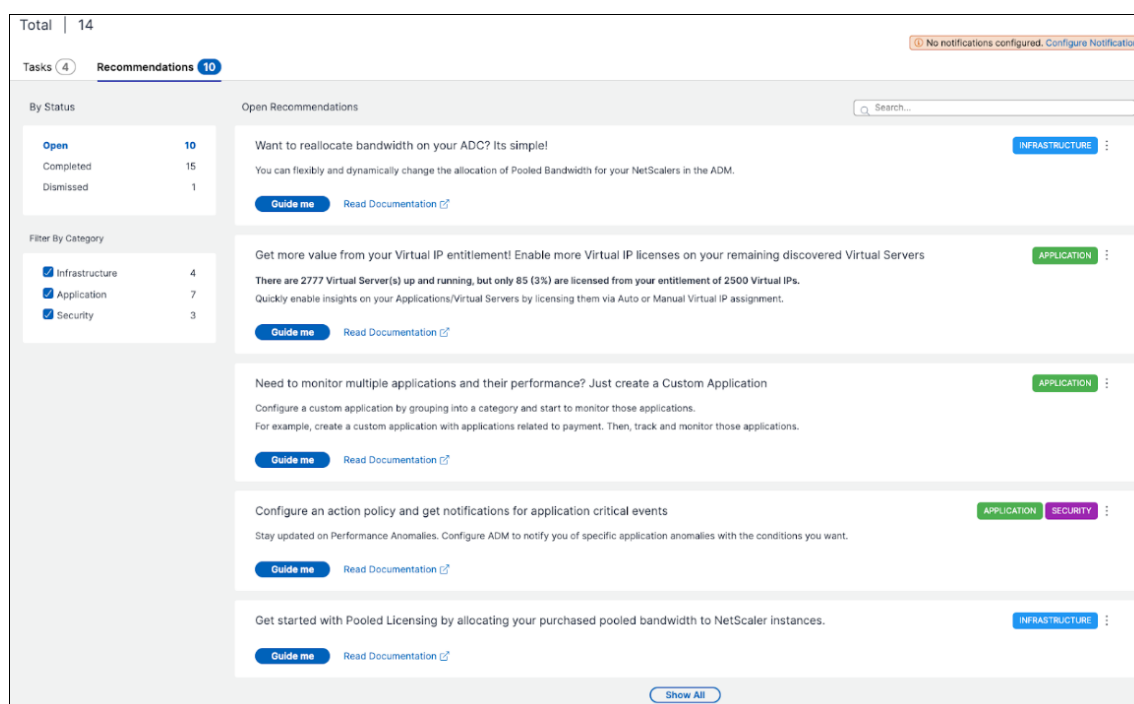 Total | 14
No notifications configured. Configure Notification
Tasks 4 Recommendations 10
By Status
Open 10
Completed 15
Dismissed 1
Filter By Category
Infrastructure 4
Application 7
Security 3
Open Recommendations
Search...
Want to reallocate bandwidth on your ADC? Its simple!
INFRASTRUCTURE
You can flexibly and dynamically change the allocation of Pooled Bandwidth for your NetScalers in the ADM.
Guide me Read Documentation
Get more value from your Virtual IP entitlement! Enable more Virtual IP licenses on your remaining discovered Virtual Servers
APPLICATION
There are 2777 Virtual Server(s) up and running, but only 85 (3%) are licensed from your entitlement of 2500 Virtual IPs.
Quickly enable insights on your Applications/Virtual Servers by licensing them via Auto or Manual Virtual IP assignment.
Guide me Read Documentation
Need to monitor multiple applications and their performance? Just create a Custom Application
APPLICATION
Configure a custom application by grouping into a category and start to monitor those applications.
For example, create a custom application with applications related to payment. Then, track and monitor those applications.
Guide me Read Documentation
Configure an action policy and get notifications for application critical events
APPLICATION SECURITY
Stay updated on Performance Anomalies. Configure ADM to notify you of specific application anomalies with the conditions you want.
Guide me Read Documentation
Get started with Pooled Licensing by allocating your purchased pooled bandwidth to NetScaler instances.
INFRASTRUCTURE
Guide me Read Documentation
Show All